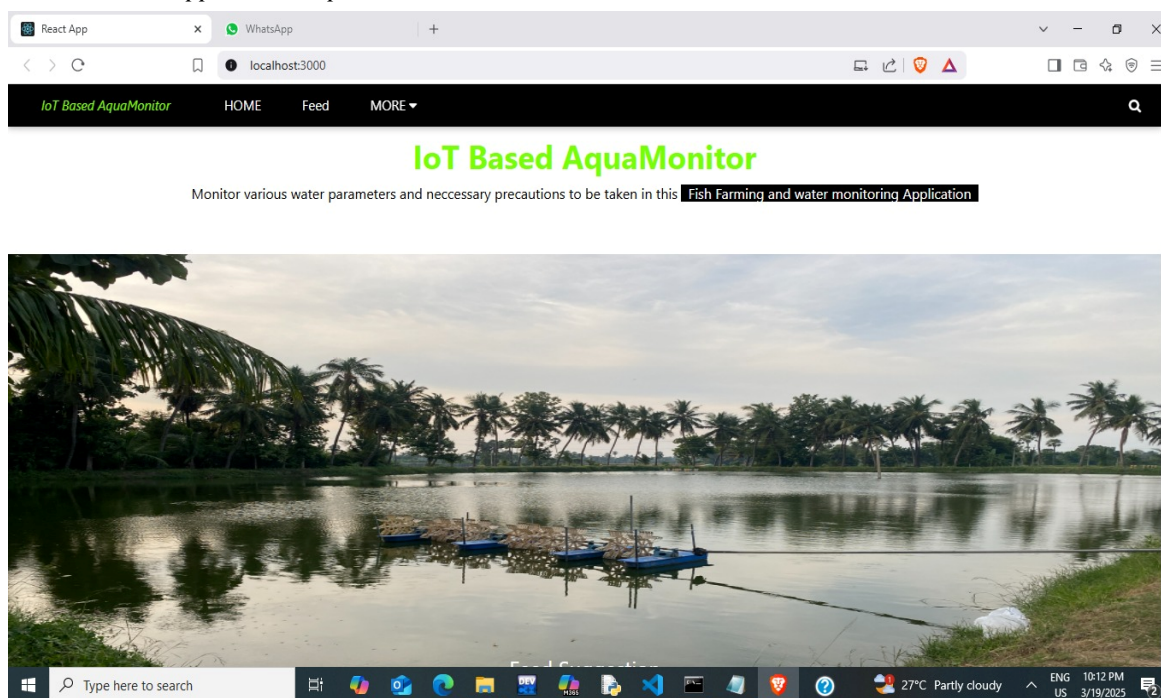 React App
WhatsApp
localhost:3000
IoT Based AquaMonitor
HOME
Feed
MORE
IoT Based AquaMonitor
Monitor various water parameters and neccessary precautions to be taken in this Fish Farming and water monitoring Application
Type here to search
DEV
M365
27°C Partly cloudy
ENG
US
10:12 PM
3/19/2025